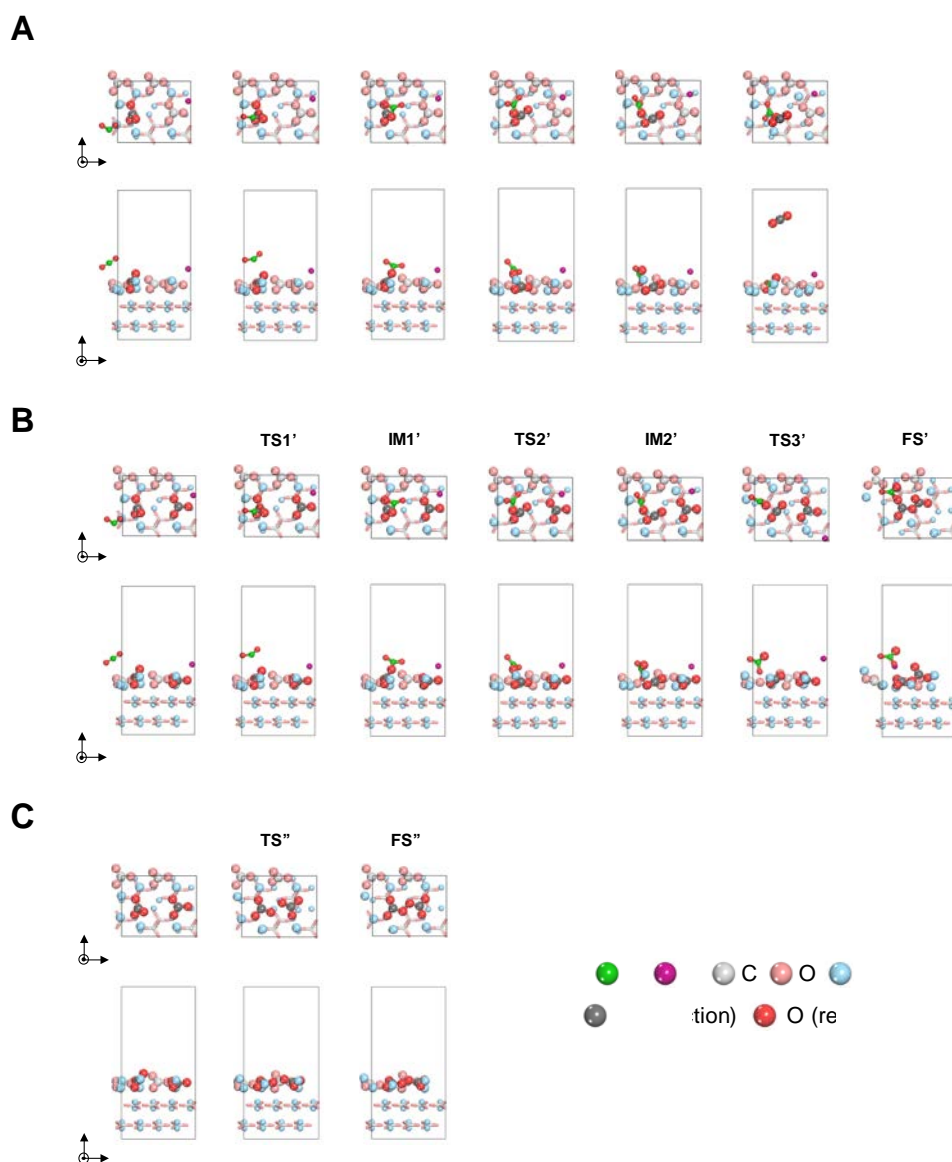 A
B
TS1’ IM1’ TS2’ IM2’ TS3’ FS’
C
TS” FS”
C O
tion) O (re